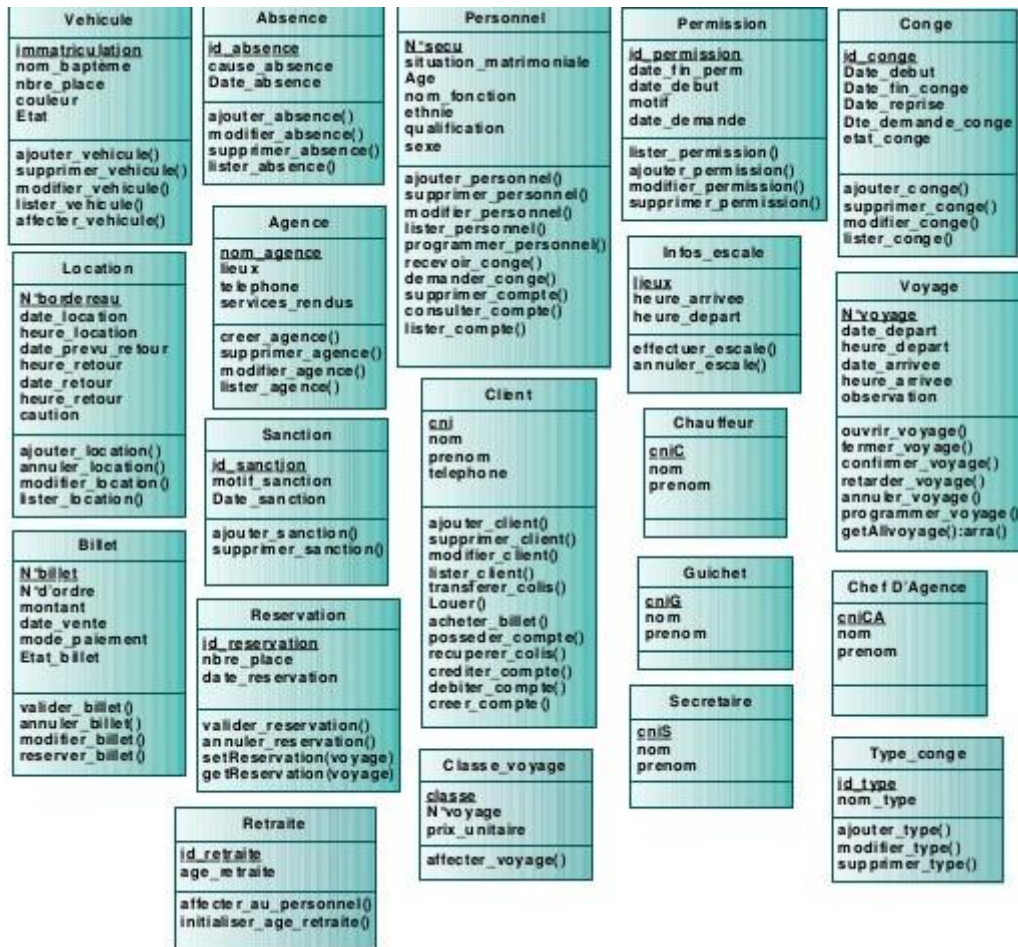 Vehicule
immatriculation
nom_baptème
nbre_place
couleur
Etat
ajouter_vehicule()
supprimer_vehicule()
modifier_vehicule()
lister_vehicule()
affecter_vehicule()
Absence
id_absence
cause_absence
Date_absence
ajouter_absence()
modifier_absence()
supprimer_absence()
lister_absence()
Personnel
N°secu
situation_matrimoniale
Age
nom_fonction
ethnie
qualification
sexe
ajouter_personnel()
supprimer_personnel()
modifier_personnel()
lister_personnel()
programmer_personnel()
recevoir_conge()
demander_conge()
supprimer_compte()
consulter_compte()
lister_compte()
Permission
id_permission
date_fin_perm
date_debut
motif
date_demande
lister_permission()
ajouter_permission()
modifier_permission()
supprimer_permission()
Conge
id_conge
Date_debut
Date_fin_conge
Date_reprise
Dte_demande_conge
etat_conge
ajouter_conge()
supprimer_conge()
modifier_conge()
lister_conge()
Agence
nom_agence
lieux
telephone
services_rendus
creer_agence()
supprimer_agence()
modifier_agence()
lister_agence()
Infos_escale
lieux
heure_arrivee
heure_depart
effectuer_escale()
annuler_escale()
Location
N°bordereau
date_location
heure_location
date_prevu_retour
heure_retour
date_retour
heure_retour
caution
ajouter_location()
annuler_location()
modifier_location()
lister_location()
Voyage
N°voyage
date_depart
heure_depart
date_arrivee
heure_arrivee
observation
ouvrir_voyage()
fermer_voyage()
confirmer_voyage()
retarder_voyage()
annuler_voyage()
programmer_voyage()
getAllvoyage():arra()
Client
cni
nom
prenom
telephone
ajouter_client()
supprimer_client()
modifier_client()
lister_client()
transferer_colis()
Louer()
acheter_billet()
posseder_compte()
recuperer_colis()
crediter_compte()
debiter_compte()
creer_compte()
Chauffeur
cniC
nom
prenom
Sanction
id_sanction
motif_sanction
Date_sanction
ajouter_sanction()
supprimer_sanction()
Billet
N°billet
N°d'ordre
montant
date_vente
mode_paiement
Etat_billet
valider_billet()
annuler_billet()
modifier_billet()
reserver_billet()
Guichet
cniG
nom
prenom
Chef D'Agence
cniCA
nom
prenom
Reservation
id_reservation
nbre_place
date_reservation
valider_reservation()
annuler_reservation()
setReservation(voyage)
getReservation(voyage)
Secretaire
cniS
nom
prenom
Classe_voyage
classe
N°voyage
prix_unitaire
affecter_voyage()
Type_conge
id_type
nom_type
ajouter_type()
modifier_type()
supprimer_type()
Retraite
id_retraite
age_retraite
affecter_au_personnel()
initialiser_age_retraite()